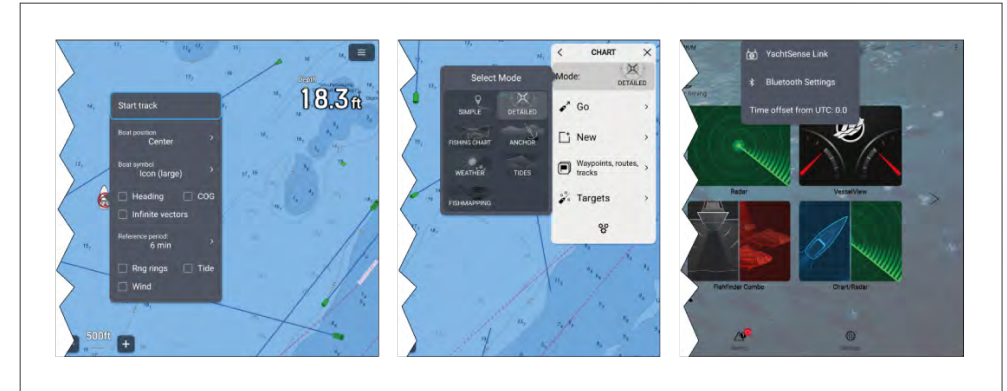 Depth
18.3ft
Start track
Boat position
Center
Boat symbol
Icon (large)
Heading
COG
Infinite vectors
Reference period:
6 min
Rng rings
Tide
Wind
500ft
CHART
Select Mode
SIMPLE
DETAILED
FISHING CHART
ANCHOR
WEATHER
TIDES
FISHMAPPING
Mode:
DETAILED
Go
New
Waypoints, routes,
tracks
Targets
YachtSense Link
Bluetooth Settings
Time offset from UTC: 0.0
Radar
VesselView
Fishfinder Combo
Chart/Radar
Settings